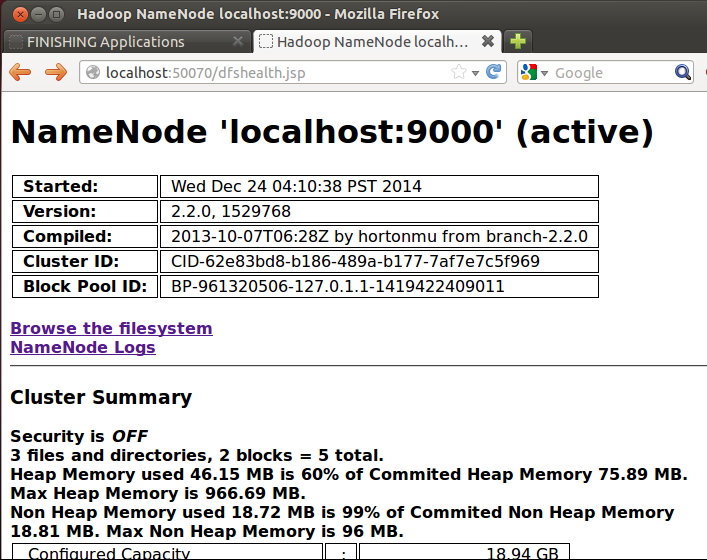 Hadoop NameNode localhost:9000 - Mozilla Firefox
FINISHING Applications Hadoop NameNode localh...
localhost:50070/dfshealth.jsp Google
NameNode 'localhost:9000' (active)
Started: Wed Dec 24 04:10:38 PST 2014
Version: 2.2.0, 1529768
Compiled: 2013-10-07T06:28Z by hortonmu from branch-2.2.0
Cluster ID: CID-62e83bd8-b186-489a-b177-7af7e7c5f969
Block Pool ID: BP-961320506-127.0.1.1-1419422409011
Browse the filesystem
NameNode Logs
Cluster Summary
Security is OFF
3 files and directories, 2 blocks = 5 total.
Heap Memory used 46.15 MB is 60% of Commited Heap Memory 75.89 MB.
Max Heap Memory is 966.69 MB.
Non Heap Memory used 18.72 MB is 99% of Commited Non Heap Memory
18.81 MB. Max Non Heap Memory is 96 MB.
Configured Capacity : 18.94 GB